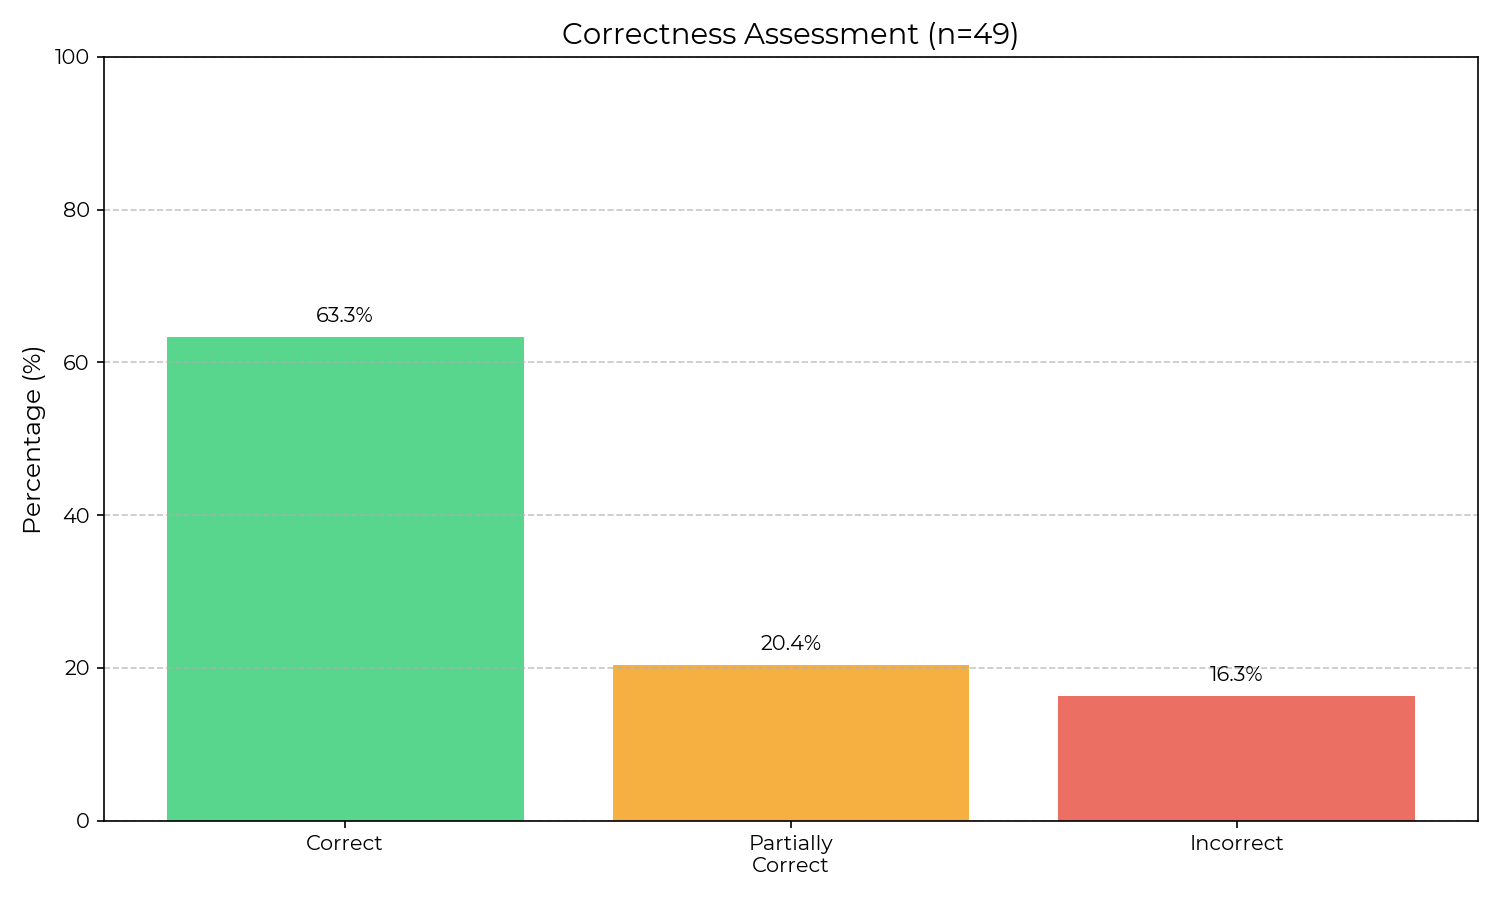 Correctness Assessment (n=49)
Percentage (%)
100
80
60
40
20
0
63.3%
20.4%
16.3%
Correct
Partially
Correct
Incorrect